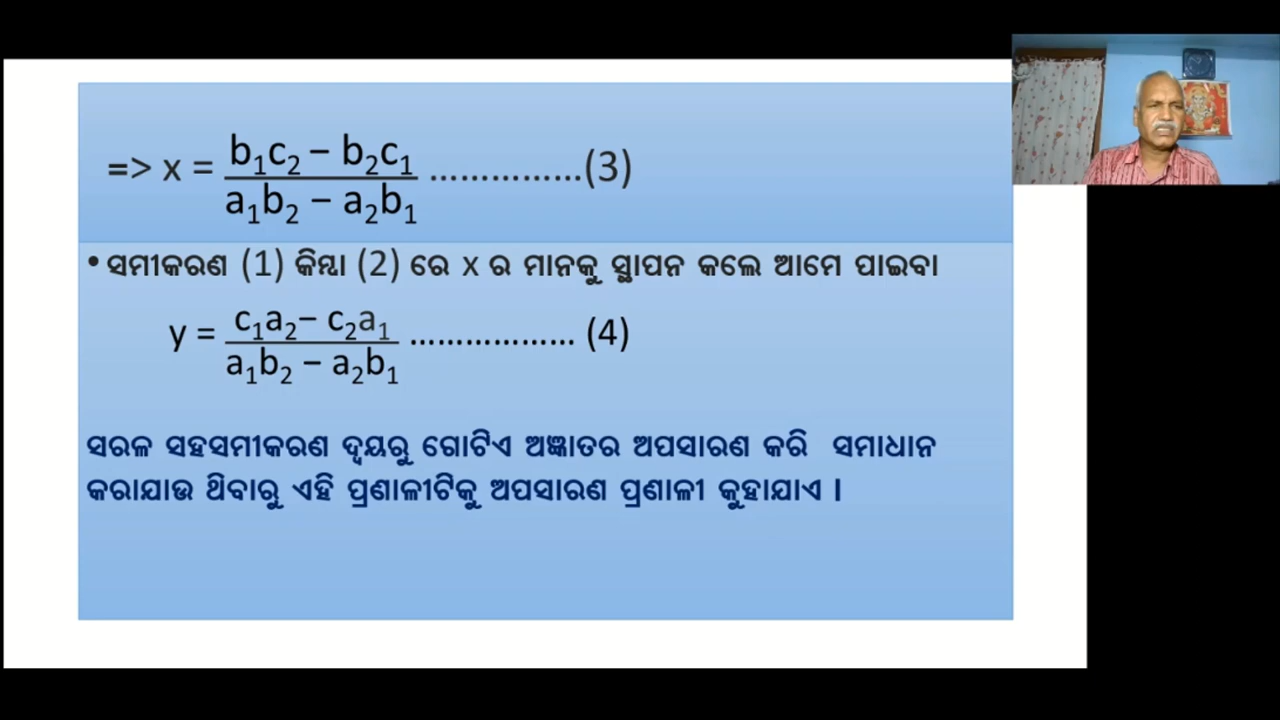 => x = (b₁c₂ − b₂c₁)/(a₁b₂ − a₂b₁) ...............(3)
• ସମୀକରଣ (1) କିମ୍ବା (2) ରେ x ର ମାନକୁ ସ୍ଥାପନ କଲେ ଆମେ ପାଇବା
y = (c₁a₂− c₂a₁)/(a₁b₂ − a₂b₁) .................. (4)
ସରଳ ସହସମୀକରଣ ଦ୍ୱୟରୁ ଗୋଟିଏ ଅଜ୍ଞାତର ଅପସାରଣ କରି ସମାଧାନ
କରାଯାଉ ଥିବାରୁ ଏହି ପ୍ରଣାଳୀଟିକୁ ଅପସାରଣ ପ୍ରଣାଳୀ କୁହାଯାଏ ।